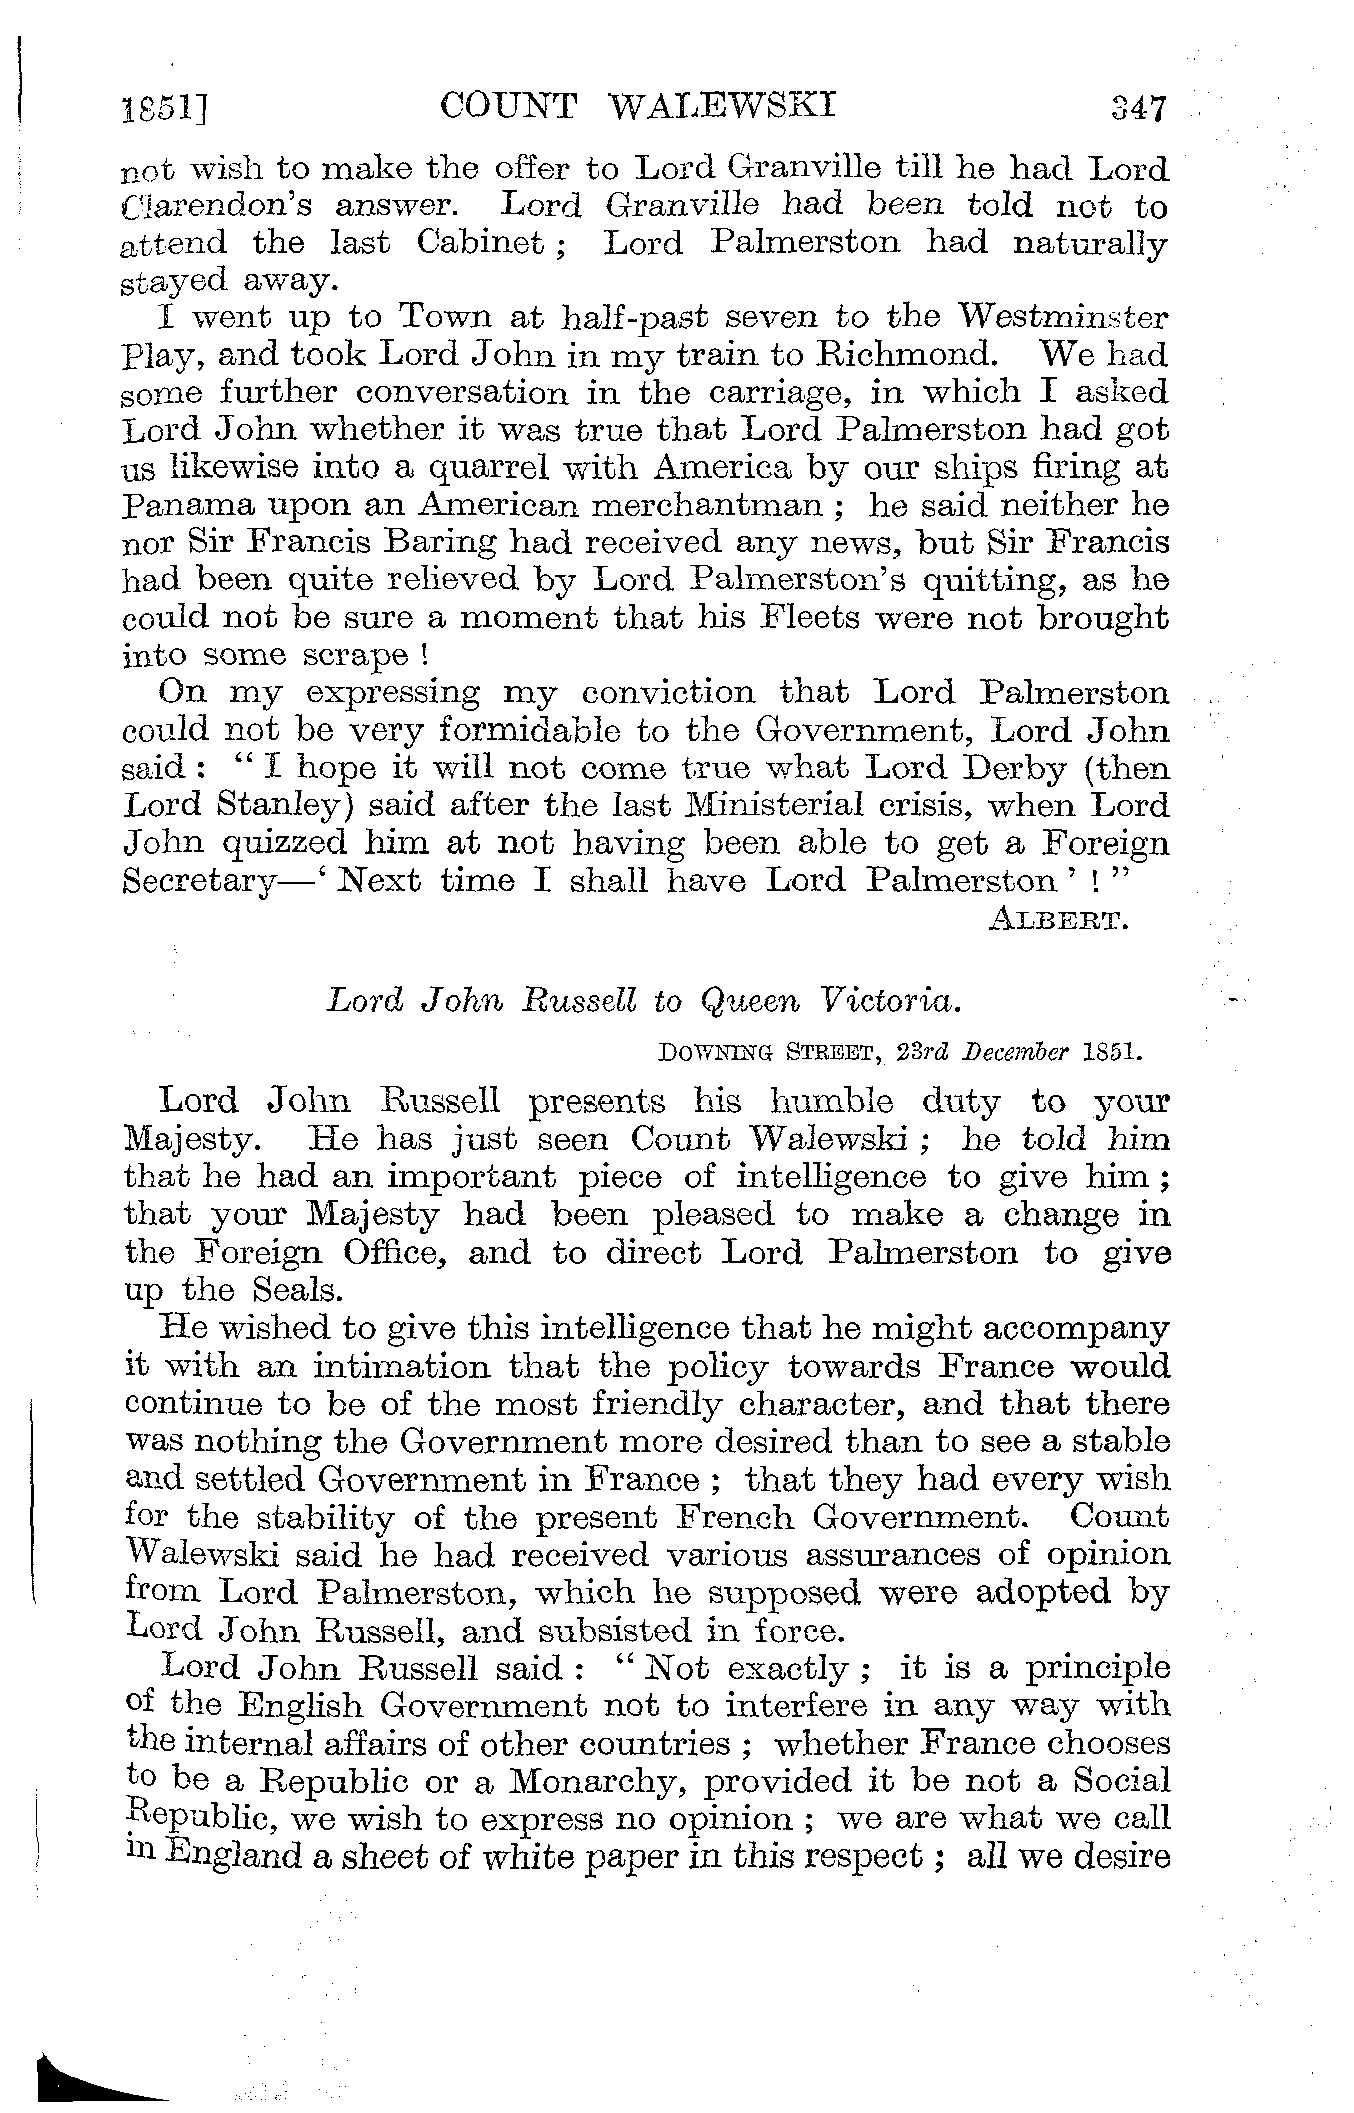 1851] COUNT WALEWSKI 347
not wish to make the offer to Lord Granville till he had Lord
Clarendon's answer. Lord Granville had been told not to
attend the last Cabinet ; Lord Palmerston had naturally
stayed away.
I went up to Town at half-past seven to the Westminster
Play, and took Lord John in my train to Richmond. We had
some further conversation in the carriage, in which I asked
Lord John whether it was true that Lord Palmerston had got
us likewise into a quarrel with America by our ships firing at
Panama upon an American merchantman ; he said neither he
nor Sir Francis Baring had received any news, but Sir Francis
had been quite relieved by Lord Palmerston's quitting, as he
could not be sure a moment that his Fleets were not brought
into some scrape !
On my expressing my conviction that Lord Palmerston
could not be very formidable to the Government, Lord John
said : “ I hope it will not come true what Lord Derby (then
Lord Stanley) said after the last Ministerial crisis, when Lord
John quizzed him at not having been able to get a Foreign
Secretary—‘ Next time I shall have Lord Palmerston ’ ! ”
ALBERT.
Lord John Russell to Queen Victoria.
DOWNING STREET, 23rd December 1851.
Lord John Russell presents his humble duty to your
Majesty. He has just seen Count Walewski ; he told him
that he had an important piece of intelligence to give him ;
that your Majesty had been pleased to make a change in
the Foreign Office, and to direct Lord Palmerston to give
up the Seals.
He wished to give this intelligence that he might accompany
it with an intimation that the policy towards France would
continue to be of the most friendly character, and that there
was nothing the Government more desired than to see a stable
and settled Government in France ; that they had every wish
for the stability of the present French Government. Count
Walewski said he had received various assurances of opinion
from Lord Palmerston, which he supposed were adopted by
Lord John Russell, and subsisted in force.
Lord John Russell said : “ Not exactly ; it is a principle
of the English Government not to interfere in any way with
the internal affairs of other countries ; whether France chooses
to be a Republic or a Monarchy, provided it be not a Social
Republic, we wish to express no opinion ; we are what we call
in England a sheet of white paper in this respect ; all we desire